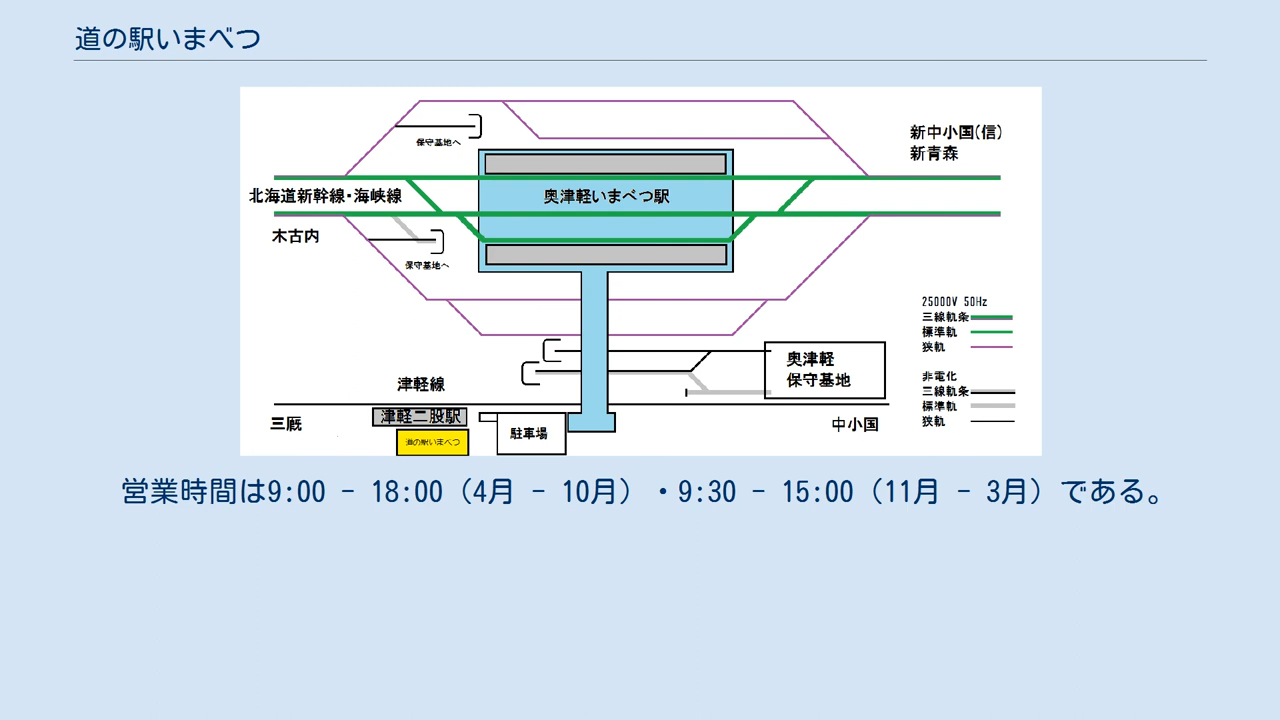 道の駅いまべつ
新中小国(信)
新青森
保守基地へ
北海道新幹線・海峡線
奥津軽いまべつ駅
木古内
保守基地へ
25000V 50Hz
三線軌条
標準軌
狭軌
奥津軽
保守基地
非電化
三線軌条
標準軌
狭軌
津軽線
津軽二股駅
三厩
駐車場
中小国
道の駅いまべつ
営業時間は9:00 - 18:00（4月 - 10月）・9:30 - 15:00（11月 - 3月）である。